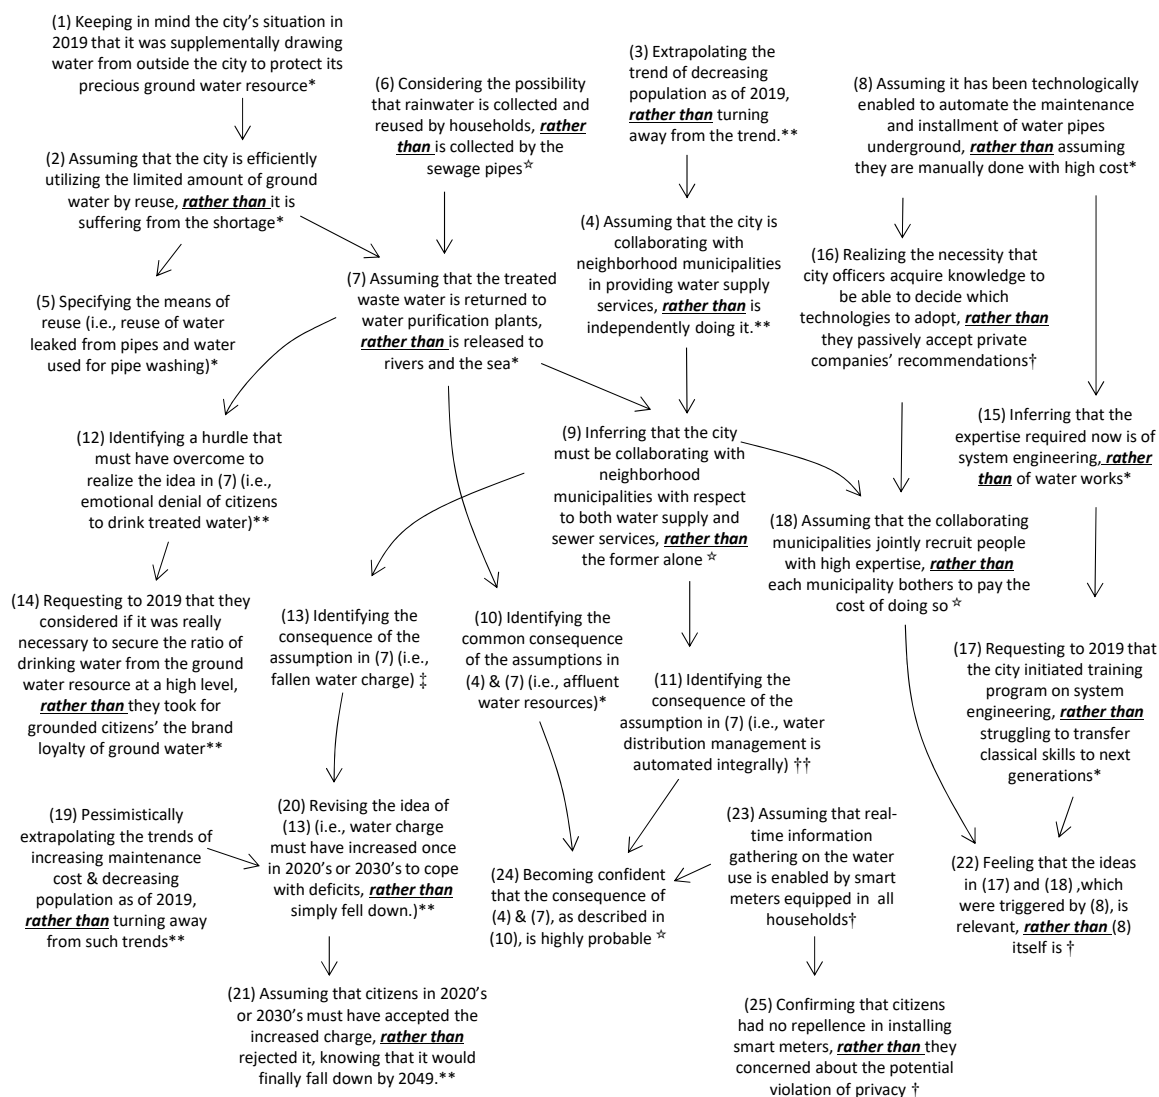 (1) Keeping in mind the city's situation in
2019 that it was supplementally drawing
water from outside the city to protect its
precious ground water resource*
(6) Considering the possibility
that rainwater is collected and
reused by households, rather
than is collected by the
sewage pipes☆
(3) Extrapolating the
trend of decreasing
population as of 2019,
rather than turning
away from the trend.**
(8) Assuming it has been technologically
enabled to automate the maintenance
and installment of water pipes
underground, rather than assuming
they are manually done with high cost*
(2) Assuming that the city is efficiently
utilizing the limited amount of ground
water by reuse, rather than it is
suffering from the shortage*
(4) Assuming that the city is
collaborating with
neighborhood municipalities
in providing water supply
services, rather than is
independently doing it.**
(16) Realizing the necessity that
city officers acquire knowledge to
be able to decide which
technologies to adopt, rather than
they passively accept private
companies' recommendations†
(5) Specifying the means of
reuse (i.e., reuse of water
leaked from pipes and water
used for pipe washing)*
(7) Assuming that the treated
waste water is returned to
water purification plants,
rather than is released to
rivers and the sea*
(12) Identifying a hurdle that
must have overcome to
realize the idea in (7) (i.e.,
emotional denial of citizens
to drink treated water)**
(9) Inferring that the city
must be collaborating with
neighborhood
municipalities with respect
to both water supply and
sewer services, rather than
the former alone ☆
(15) Inferring that the
expertise required now is of
system engineering, rather
than of water works*
(18) Assuming that the collaborating
municipalities jointly recruit people
with high expertise, rather than
each municipality bothers to pay the
cost of doing so ☆
(14) Requesting to 2019 that they
considered if it was really
necessary to secure the ratio of
drinking water from the ground
water resource at a high level,
rather than they took for
grounded citizens' the brand
loyalty of ground water**
(13) Identifying the
consequence of the
assumption in (7) (i.e.,
fallen water charge) ‡
(10) Identifying the
common consequence
of the assumptions in
(4) & (7) (i.e., affluent
water resources)*
(11) Identifying the
consequence of the
assumption in (7) (i.e., water
distribution management is
automated integrally) ††
(17) Requesting to 2019 that
the city initiated training
program on system
engineering, rather than
struggling to transfer
classical skills to next
generations*
(19) Pessimistically
extrapolating the trends of
increasing maintenance
cost & decreasing
population as of 2019,
rather than turning away
from such trends**
(20) Revising the idea of
(13) (i.e., water charge
must have increased once
in 2020's or 2030's to cope
with deficits, rather than
simply fell down.)**
(24) Becoming confident
that the consequence of
(4) & (7), as described in
(10), is highly probable ☆
(23) Assuming that real-
time information
gathering on the water
use is enabled by smart
meters equipped in all
households†
(22) Feeling that the ideas
in (17) and (18) ,which
were triggered by (8), is
relevant, rather than (8)
itself is †
(21) Assuming that citizens in 2020's
or 2030's must have accepted the
increased charge, rather than
rejected it, knowing that it would
finally fall down by 2049.**
(25) Confirming that citizens
had no repellence in installing
smart meters, rather than they
concerned about the potential
violation of privacy †